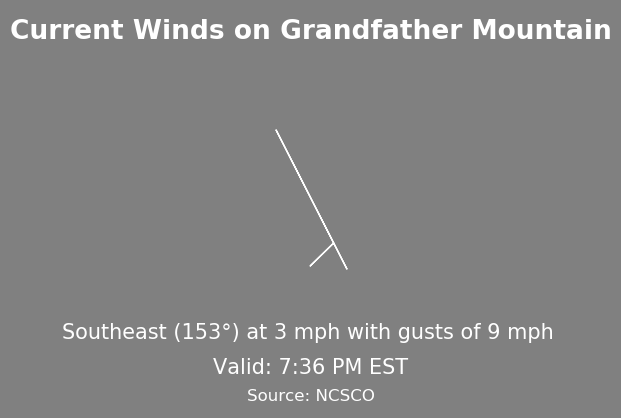 Current Winds on Grandfather Mountain
Southeast (153°) at 3 mph with gusts of 9 mph
Valid: 7:36 PM EST
Source: NCSCO